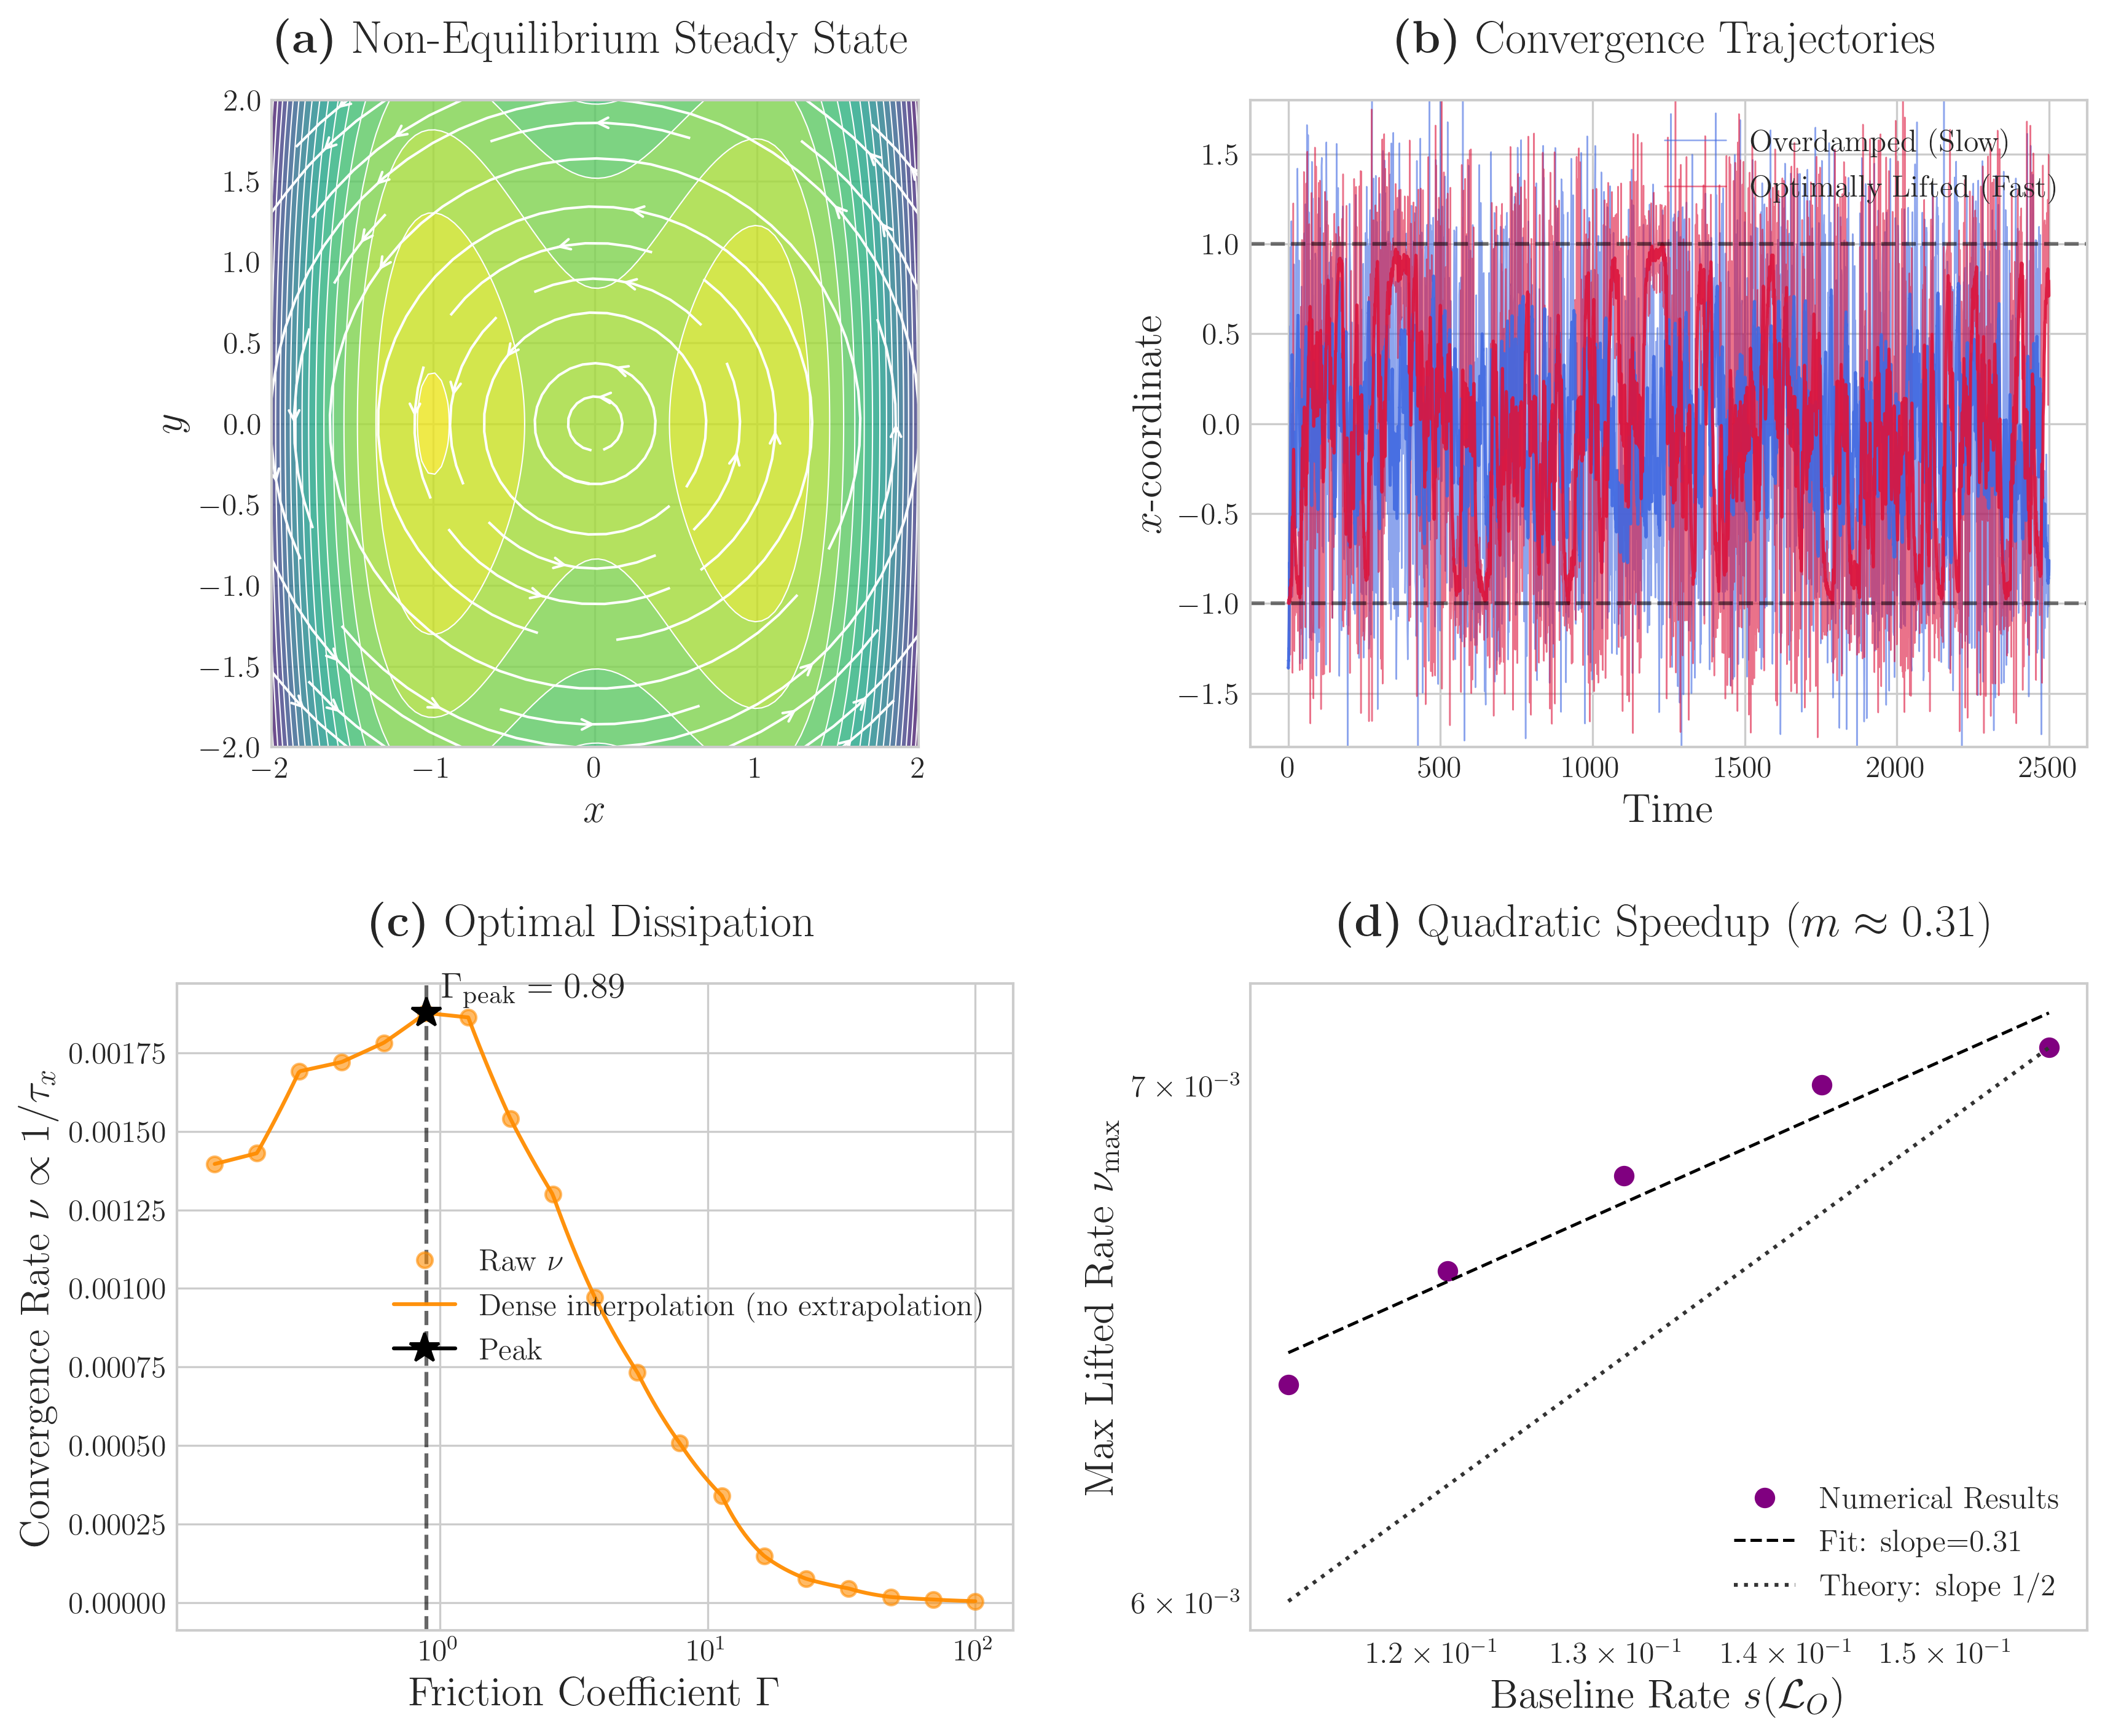 (a) Non-Equilibrium Steady State
2.0
1.5
1.0
0.5
0.0
−0.5
−1.0
−1.5
−2.0
y
−2
−1
0
1
2
x
(b) Convergence Trajectories
Overdamped (Slow)
Optimally Lifted (Fast)
1.5
1.0
0.5
0.0
−0.5
−1.0
−1.5
x-coordinate
0
500
1000
1500
2000
2500
Time
(c) Optimal Dissipation
Γpeak = 0.89
0.00175
0.00150
0.00125
0.00100
0.00075
0.00050
0.00025
0.00000
Convergence Rate ν ∝ 1/τx
Raw ν
Dense interpolation (no extrapolation)
Peak
10⁰
10¹
10²
Friction Coefficient Γ
(d) Quadratic Speedup (m ≈ 0.31)
7 × 10⁻³
6 × 10⁻³
Max Lifted Rate νmax
Numerical Results
Fit: slope=0.31
Theory: slope 1/2
1.2 × 10⁻¹
1.3 × 10⁻¹
1.4 × 10⁻¹
1.5 × 10⁻¹
Baseline Rate s(ℒO)